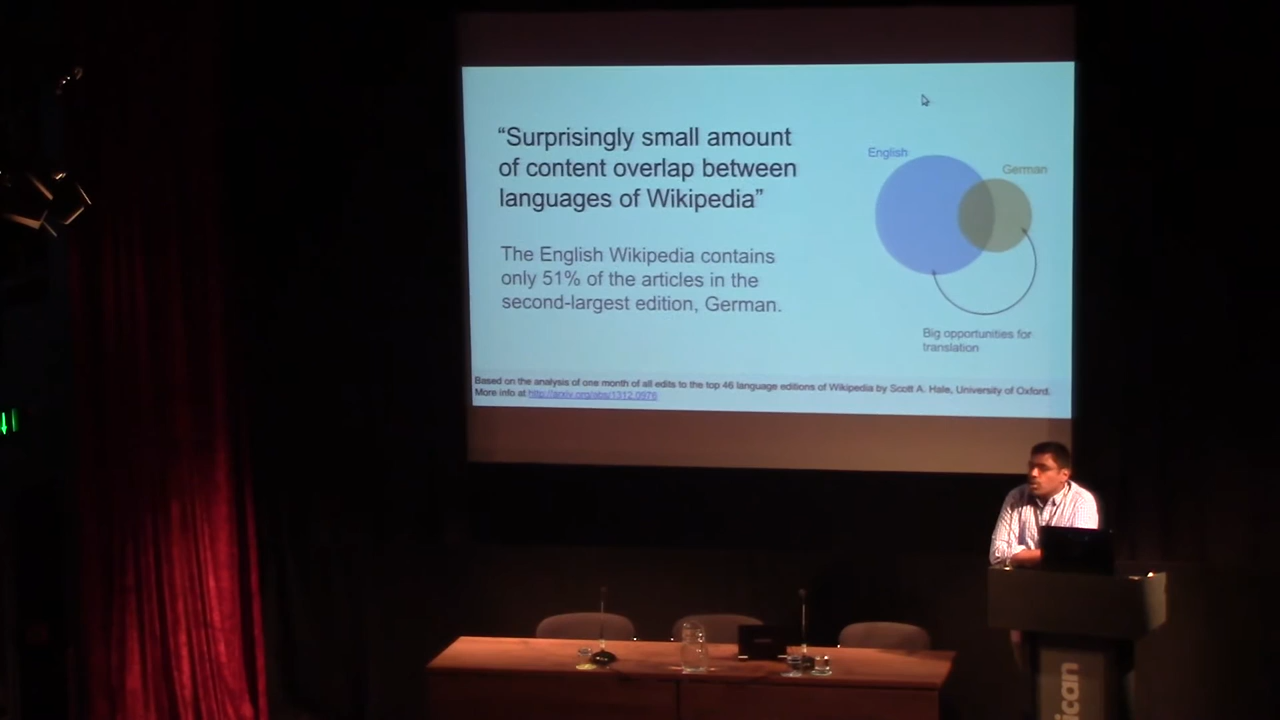 “Surprisingly small amount
of content overlap between
languages of Wikipedia”
The English Wikipedia contains
only 51% of the articles in the
second-largest edition, German.
English
German
Big opportunities for
translation
Based on the analysis of one month of all edits to the top 46 language editions of Wikipedia by Scott A. Hale, University of Oxford.
More info at http://arxiv.org/abs/1312.0976
ican